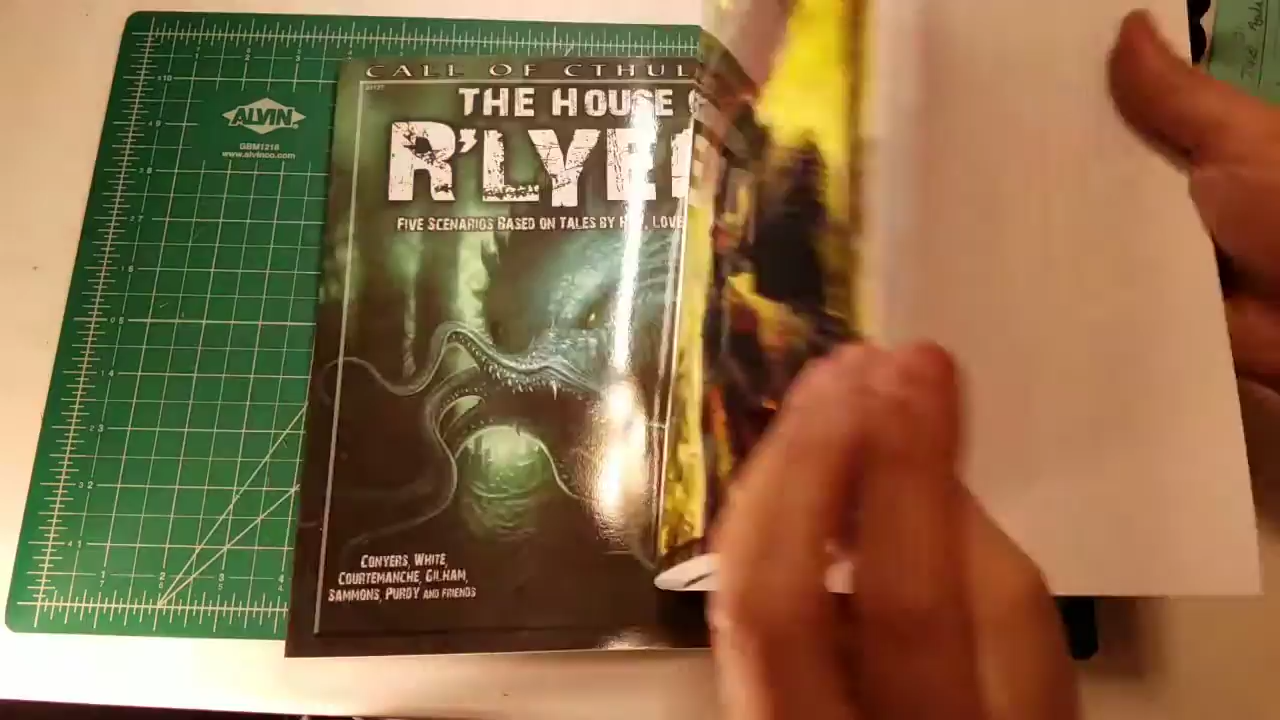 ALVIN
GBM1218
www.alvinco.com
CALL OF CTHUL
THE HOUSE
R'LYE
FIVE SCENARIOS BASED ON TALES BY H.P. LOVE
CONYERS, WHITE,
COURTEMANCHE, GILHAM,
SAMMONS, PURDY AND FRIENDS